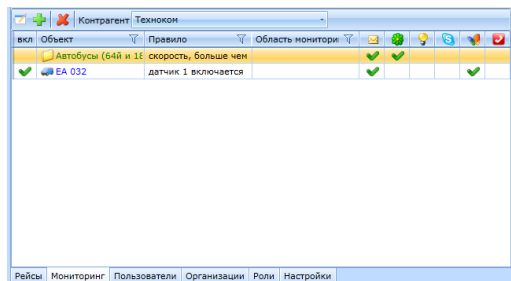 Контрагент Техноком
вкл Объект Правило Область монитори
Автобусы (64й и 18 скорость, больше чем
EA 032 датчик 1 включается
Рейсы Мониторинг Пользователи Организации Роли Настройки